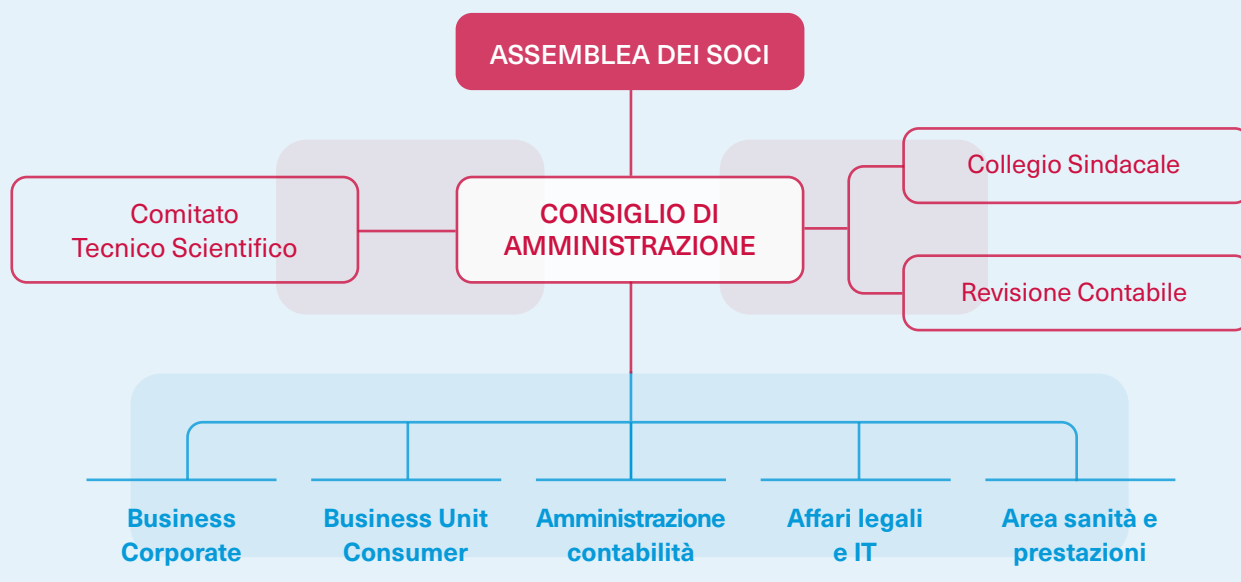 ASSEMBLEA DEI SOCI
Comitato
Tecnico Scientifico
CONSIGLIO DI
AMMINISTRAZIONE
Collegio Sindacale
Revisione Contabile
Business
Corporate
Business Unit
Consumer
Amministrazione
contabilità
Affari legali
e IT
Area sanità e
prestazioni